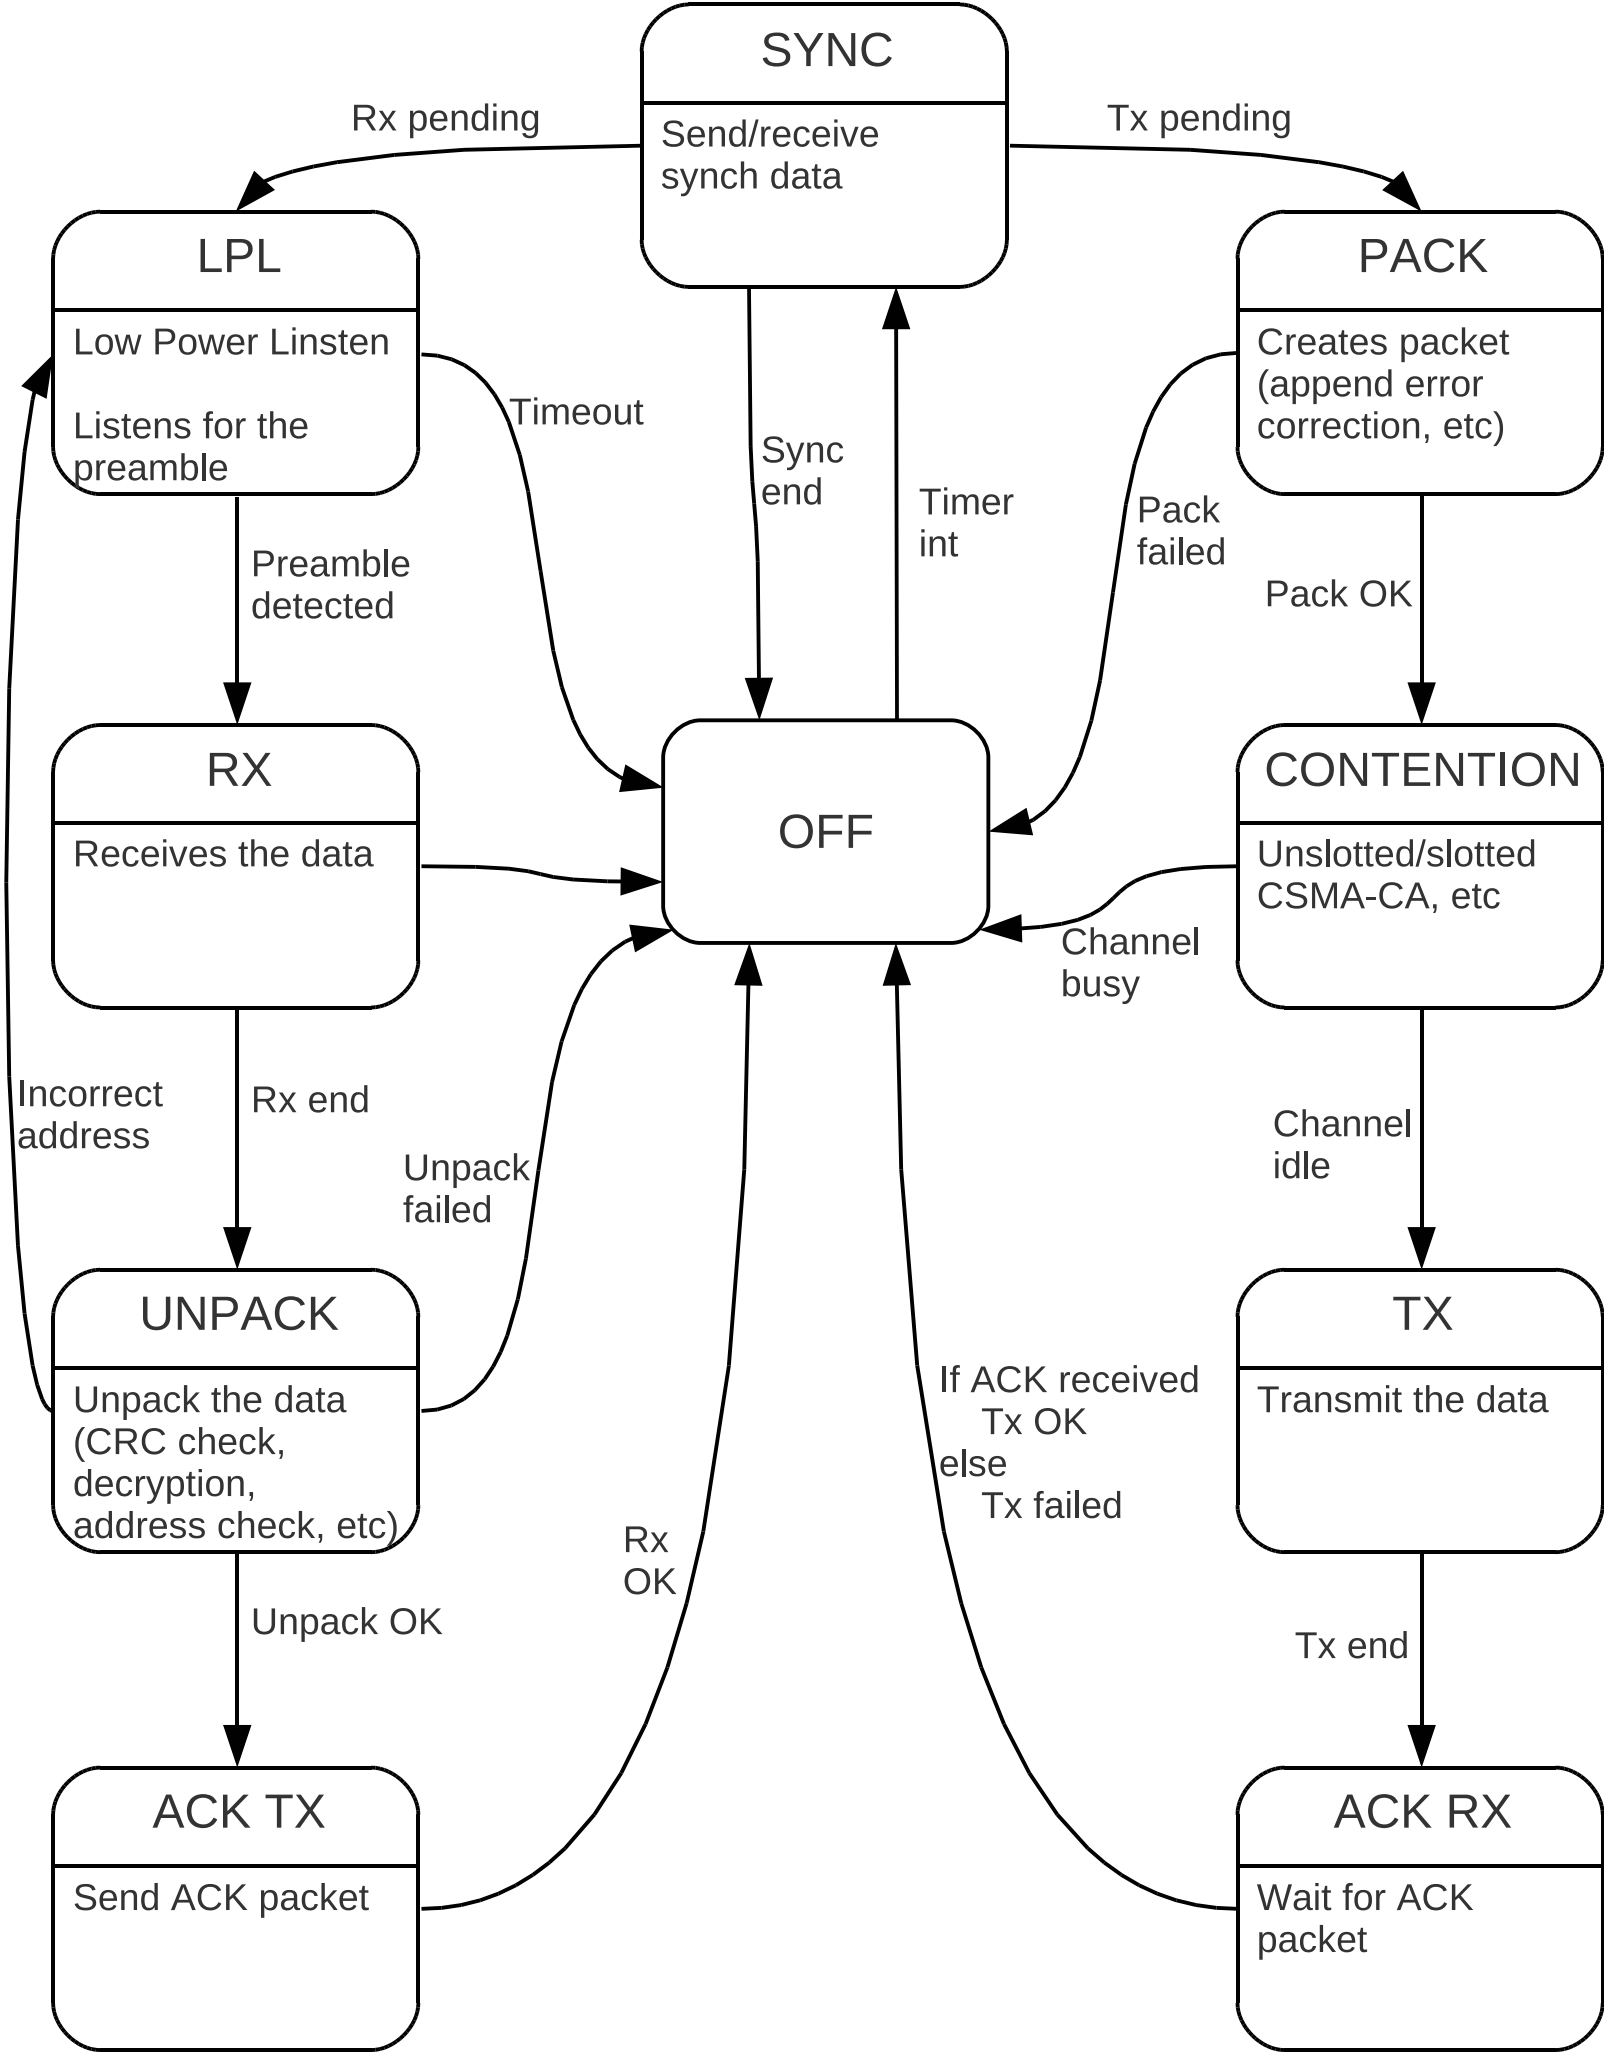 SYNC
Send/receive
synch data
Rx pending
Tx pending
LPL
Low Power Linsten
Listens for the
preamble
PACK
Creates packet
(append error
correction, etc)
Timeout
Sync
end
Timer
int
Pack
failed
Preamble
detected
Pack OK
RX
Receives the data
OFF
CONTENTION
Unslotted/slotted
CSMA-CA, etc
Channel
busy
Incorrect
address
Rx end
Unpack
failed
Channel
idle
UNPACK
Unpack the data
(CRC check,
decryption,
address check, etc)
If ACK received
Tx OK
else
Tx failed
TX
Transmit the data
Rx
OK
Unpack OK
Tx end
ACK TX
Send ACK packet
ACK RX
Wait for ACK
packet